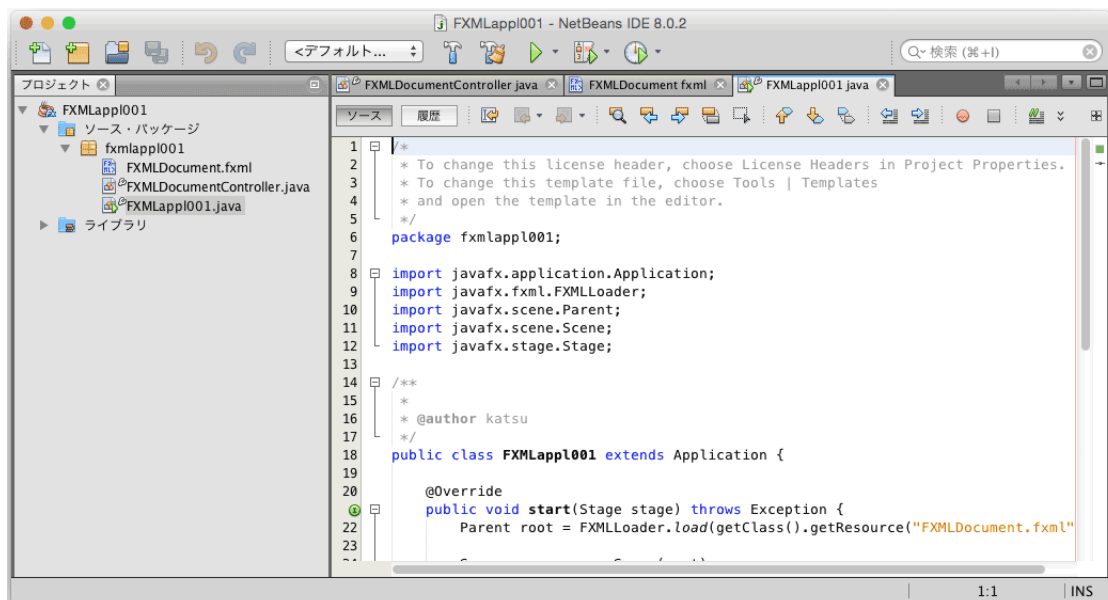 FXMLappl001 - NetBeans IDE 8.0.2
<デフォルト...
検索 (⌘+I)
プロジェクト
FXMLappl001
ソース・パッケージ
fxmlappl001
FXMLDocument.fxml
FXMLDocumentController.java
FXMLappl001.java
ライブラリ
FXMLDocumentController java
FXMLDocument fxml
FXMLappl001 java
ソース 履歴
1 /*
2 * To change this license header, choose License Headers in Project Properties.
3 * To change this template file, choose Tools | Templates
4 * and open the template in the editor.
5 */
6 package fxmlappl001;
7
8 import javafx.application.Application;
9 import javafx.fxml.FXMLLoader;
10 import javafx.scene.Parent;
11 import javafx.scene.Scene;
12 import javafx.stage.Stage;
13
14 /**
15 *
16 * @author katsu
17 */
18 public class FXMLappl001 extends Application {
19
20 @Override
public void start(Stage stage) throws Exception {
22 Parent root = FXMLLoader.load(getClass().getResource("FXMLDocument.fxml"
23
1:1 INS